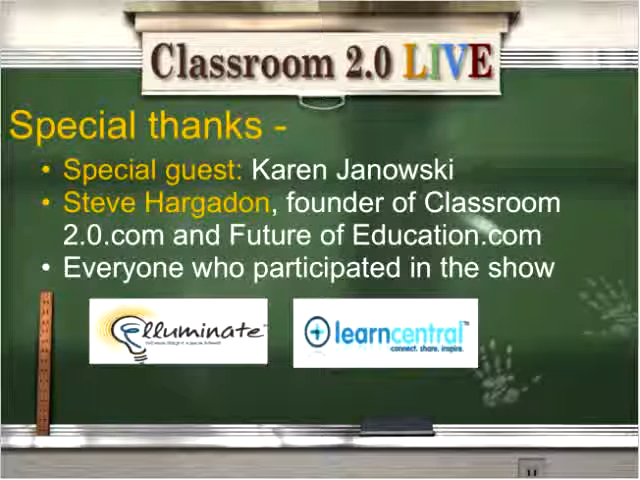 Classroom 2.0 LIVE
Special thanks -
• Special guest: Karen Janowski
• Steve Hargadon, founder of Classroom
2.0.com and Future of Education.com
• Everyone who participated in the show
elluminate
learncentral™
connect. share. inspire.